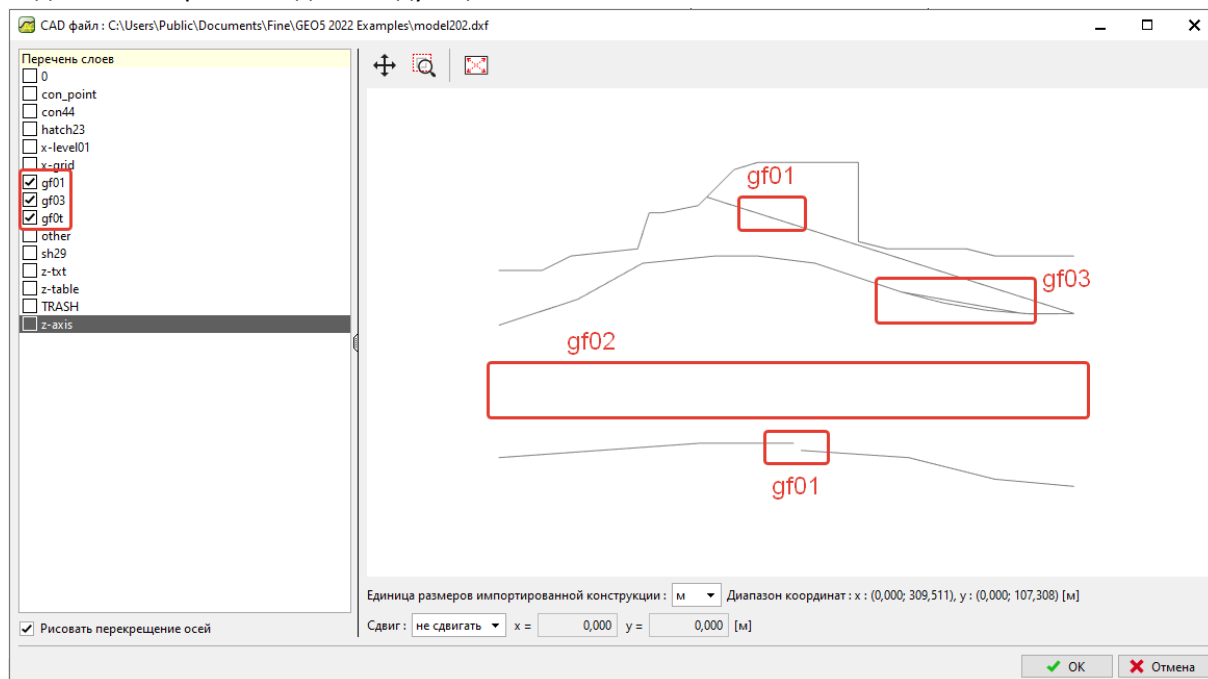 CAD файл : C:\Users\Public\Documents\Fine\GEO5 2022 Examples\model202.dxf
Перечень слоев
0
con_point
con44
hatch23
x-level01
x-grid
gf01
gf03
gf0t
other
sh29
z-txt
z-table
TRASH
z-axis
gf01
gf03
gf02
gf01
Единица размеров импортированной конструкции : м Диапазон координат : x : (0,000; 309,511), y : (0,000; 107,308) [м]
Рисовать перекрещение осей
Сдвиг : не сдвигать x = 0,000 y = 0,000 [м]
OK Отмена